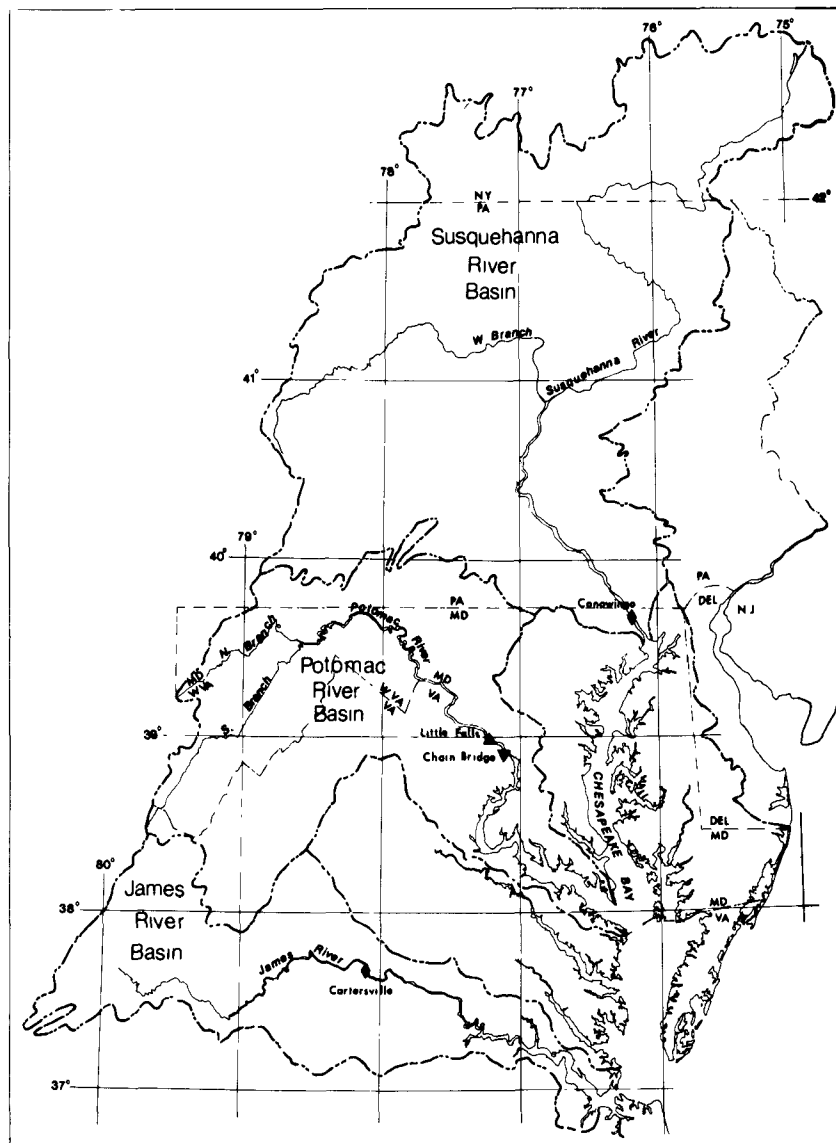 75°
76°
77°
78°
42°
NY
PA
Susquehanna
River
Basin
W Branch
Susquehanna River
41°
79°
40°
PA
DEL
NJ
Conowingo
PA
MD
Potomac River
N. Branch
MD
W VA
S. Branch
Potomac
River
Basin
MD
VA
W VA
VA
39°
Little Falls
Chain Bridge
CHESAPEAKE BAY
DEL
MD
80°
James
River
Basin
38°
MD
VA
James River
Cartersville
37°